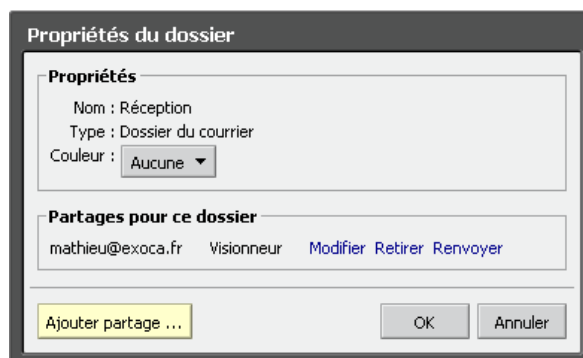 Propriétés du dossier
Propriétés
Nom : Réception
Type : Dossier du courrier
Couleur : Aucune
Partages pour ce dossier
mathieu@exoca.fr Visionneur Modifier Retirer Renvoyer
Ajouter partage ... OK Annuler